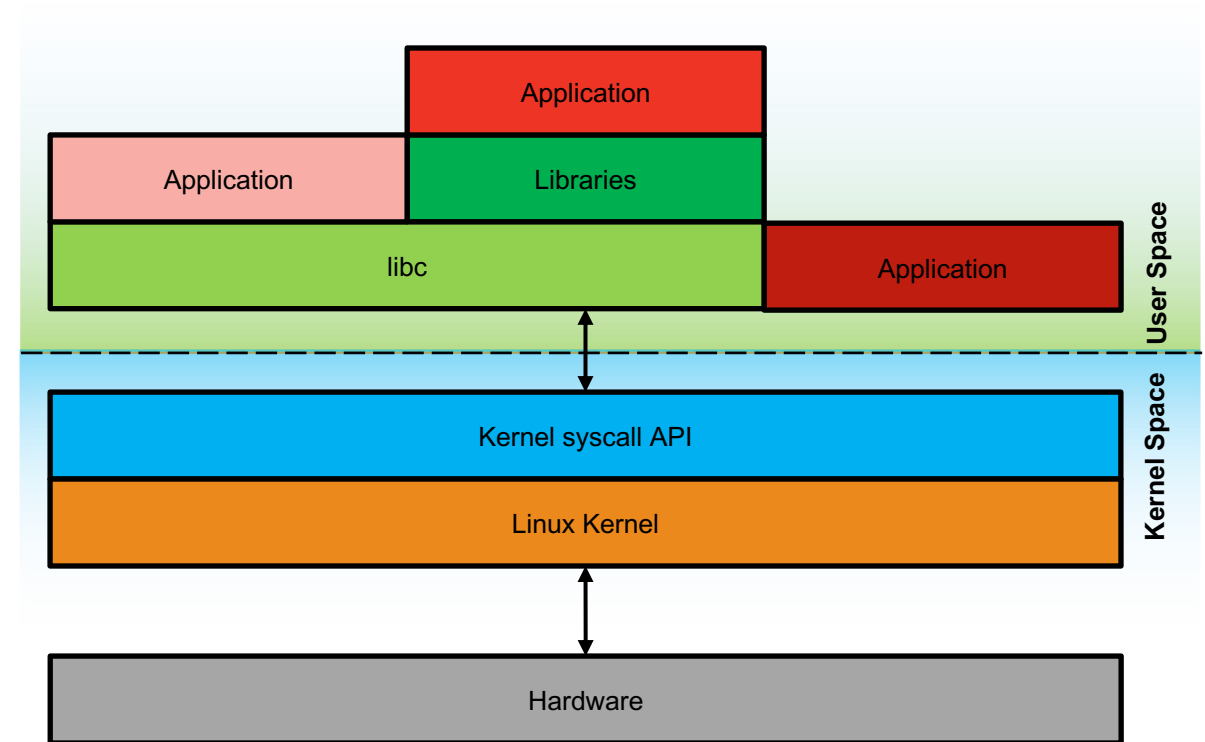 Application
Application
Libraries
libc
Application
User Space
Kernel syscall API
Linux Kernel
Kernel Space
Hardware